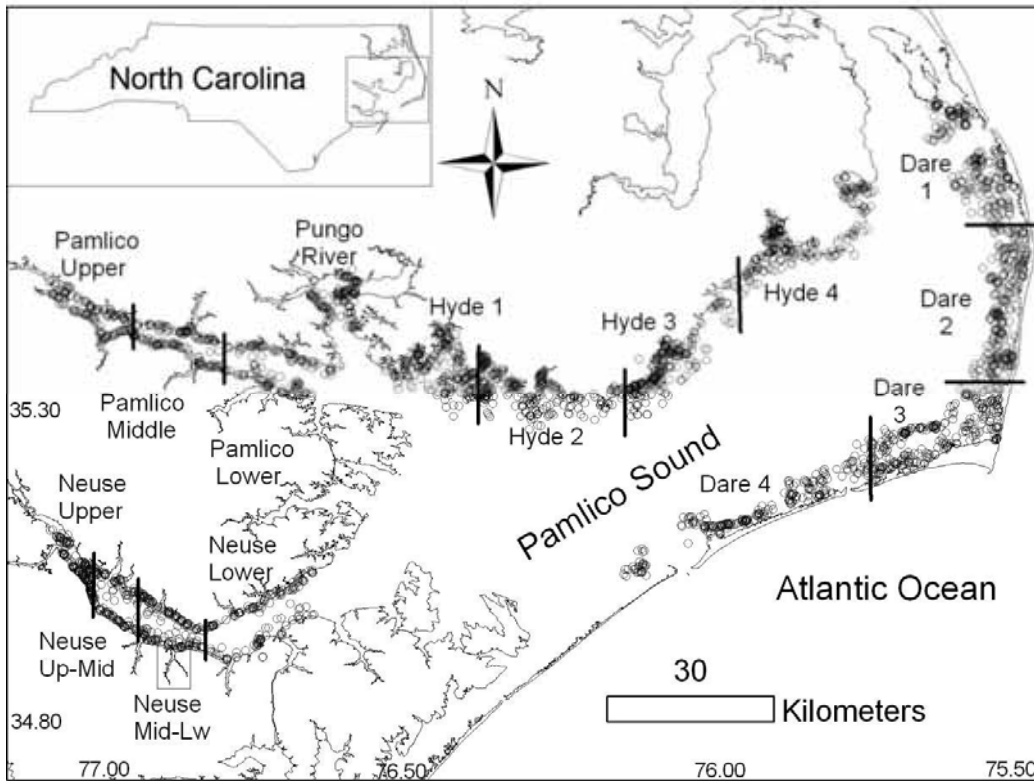 North Carolina
N
Dare
1
Pamlico
Upper
Pungo
River
Hyde 1
Hyde 3
Hyde 4
Dare
2
35.30
Pamlico
Middle
Hyde 2
Dare
3
Pamlico
Lower
Pamlico Sound
Dare 4
Neuse
Upper
Neuse
Lower
Atlantic Ocean
Neuse
Up-Mid
Neuse
Mid-Lw
30
Kilometers
34.80
77.00
76.50
76.00
75.50